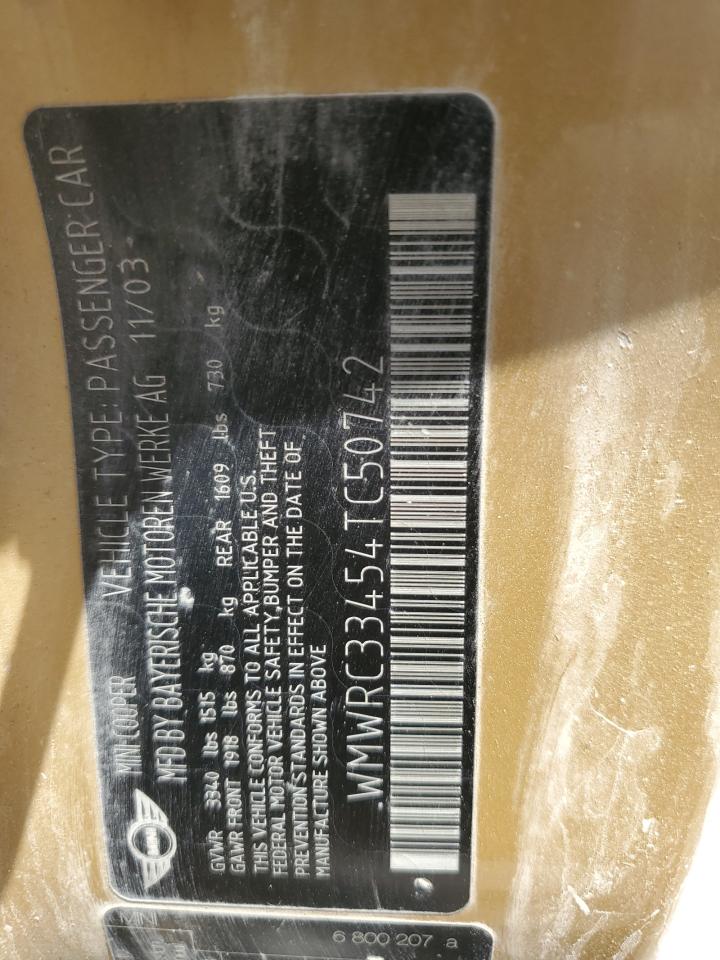 MINI COOPER VEHICLE TYPE: PASSENGER CAR
MFD BY BAYERISCHE MOTOREN WERKE AG 11/03
GVWR 3340 lbs 1515 kg
GAWR FRONT 1918 lbs 870 kg REAR 1609 lbs 730 kg
THIS VEHICLE CONFORMS TO ALL APPLICABLE U.S.
FEDERAL MOTOR VEHICLE SAFETY,BUMPER AND THEFT
PREVENTION STANDARDS IN EFFECT ON THE DATE OF
MANUFACTURE SHOWN ABOVE
WMWRC33454TC50742
MINI
6 800 207 a